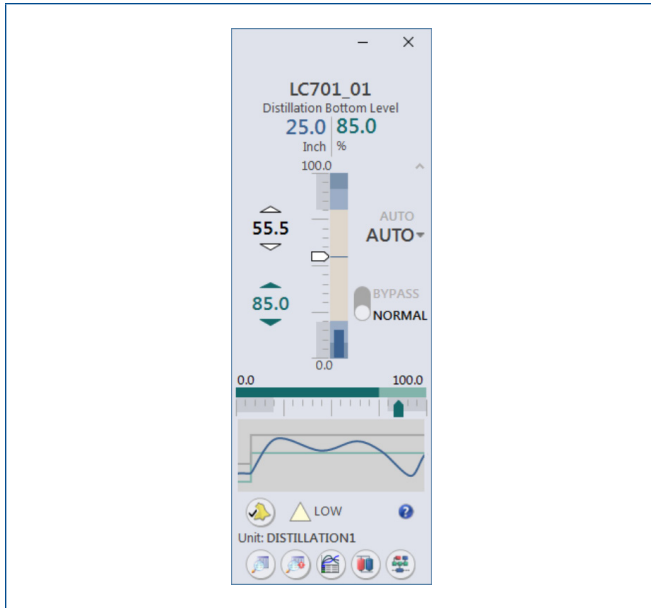 LC701_01
Distillation Bottom Level
25.0 85.0
Inch %
100.0
AUTO
55.5
AUTO
BYPASS
85.0
NORMAL
0.0
0.0 100.0
LOW
Unit: DISTILLATION1